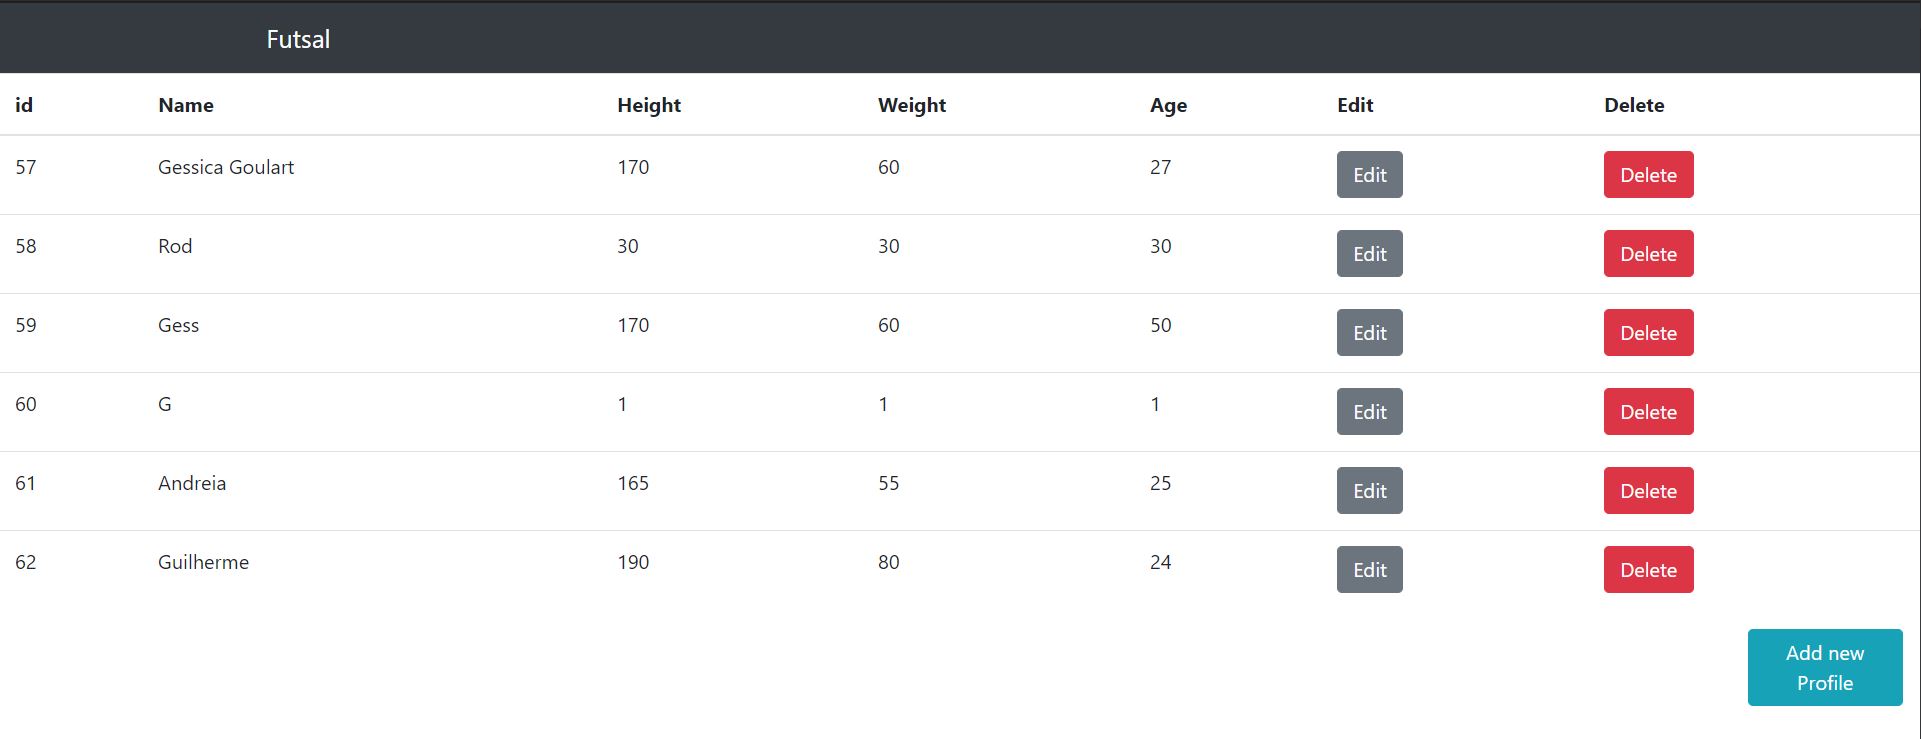 Futsal
id Name Height Weight Age Edit Delete
57 Gessica Goulart 170 60 27 Edit Delete
58 Rod 30 30 30 Edit Delete
59 Gess 170 60 50 Edit Delete
60 G 1 1 1 Edit Delete
61 Andreia 165 55 25 Edit Delete
62 Guilherme 190 80 24 Edit Delete
Add new
Profile